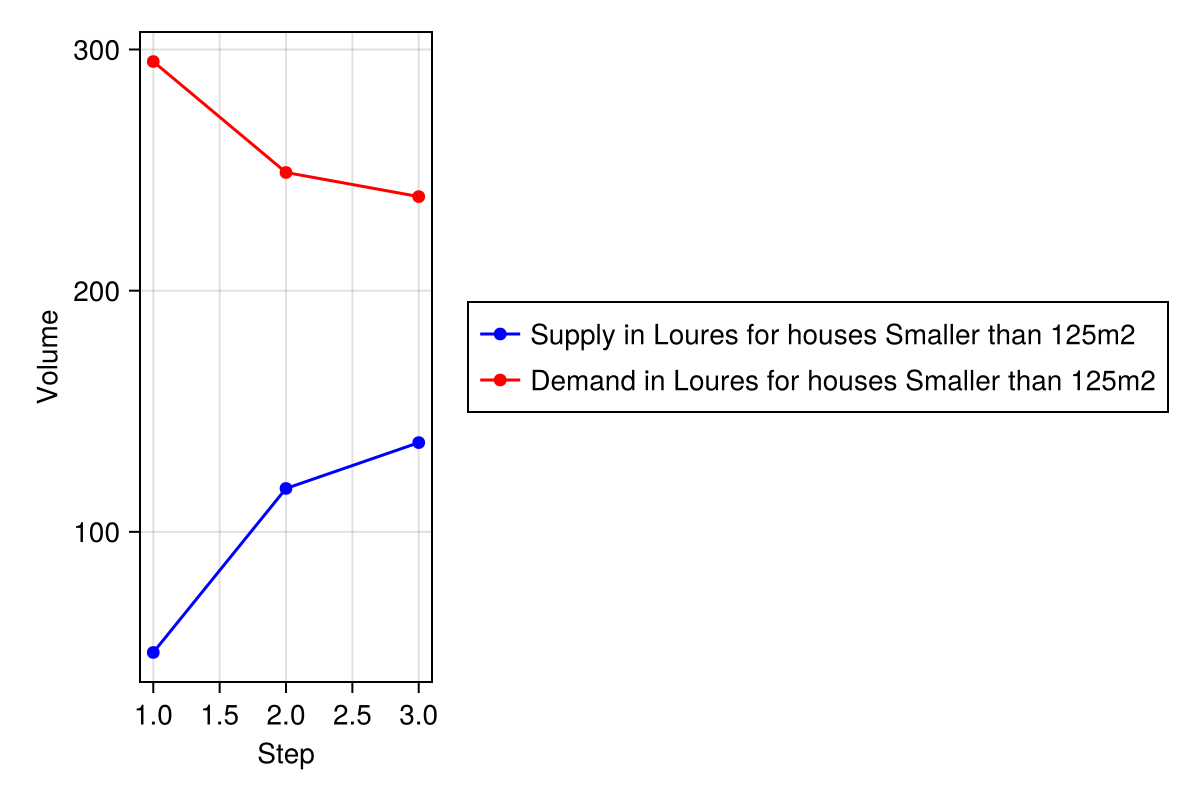 300
200
100
Volume
1.0 1.5 2.0 2.5 3.0
Step
Supply in Loures for houses Smaller than 125m2
Demand in Loures for houses Smaller than 125m2